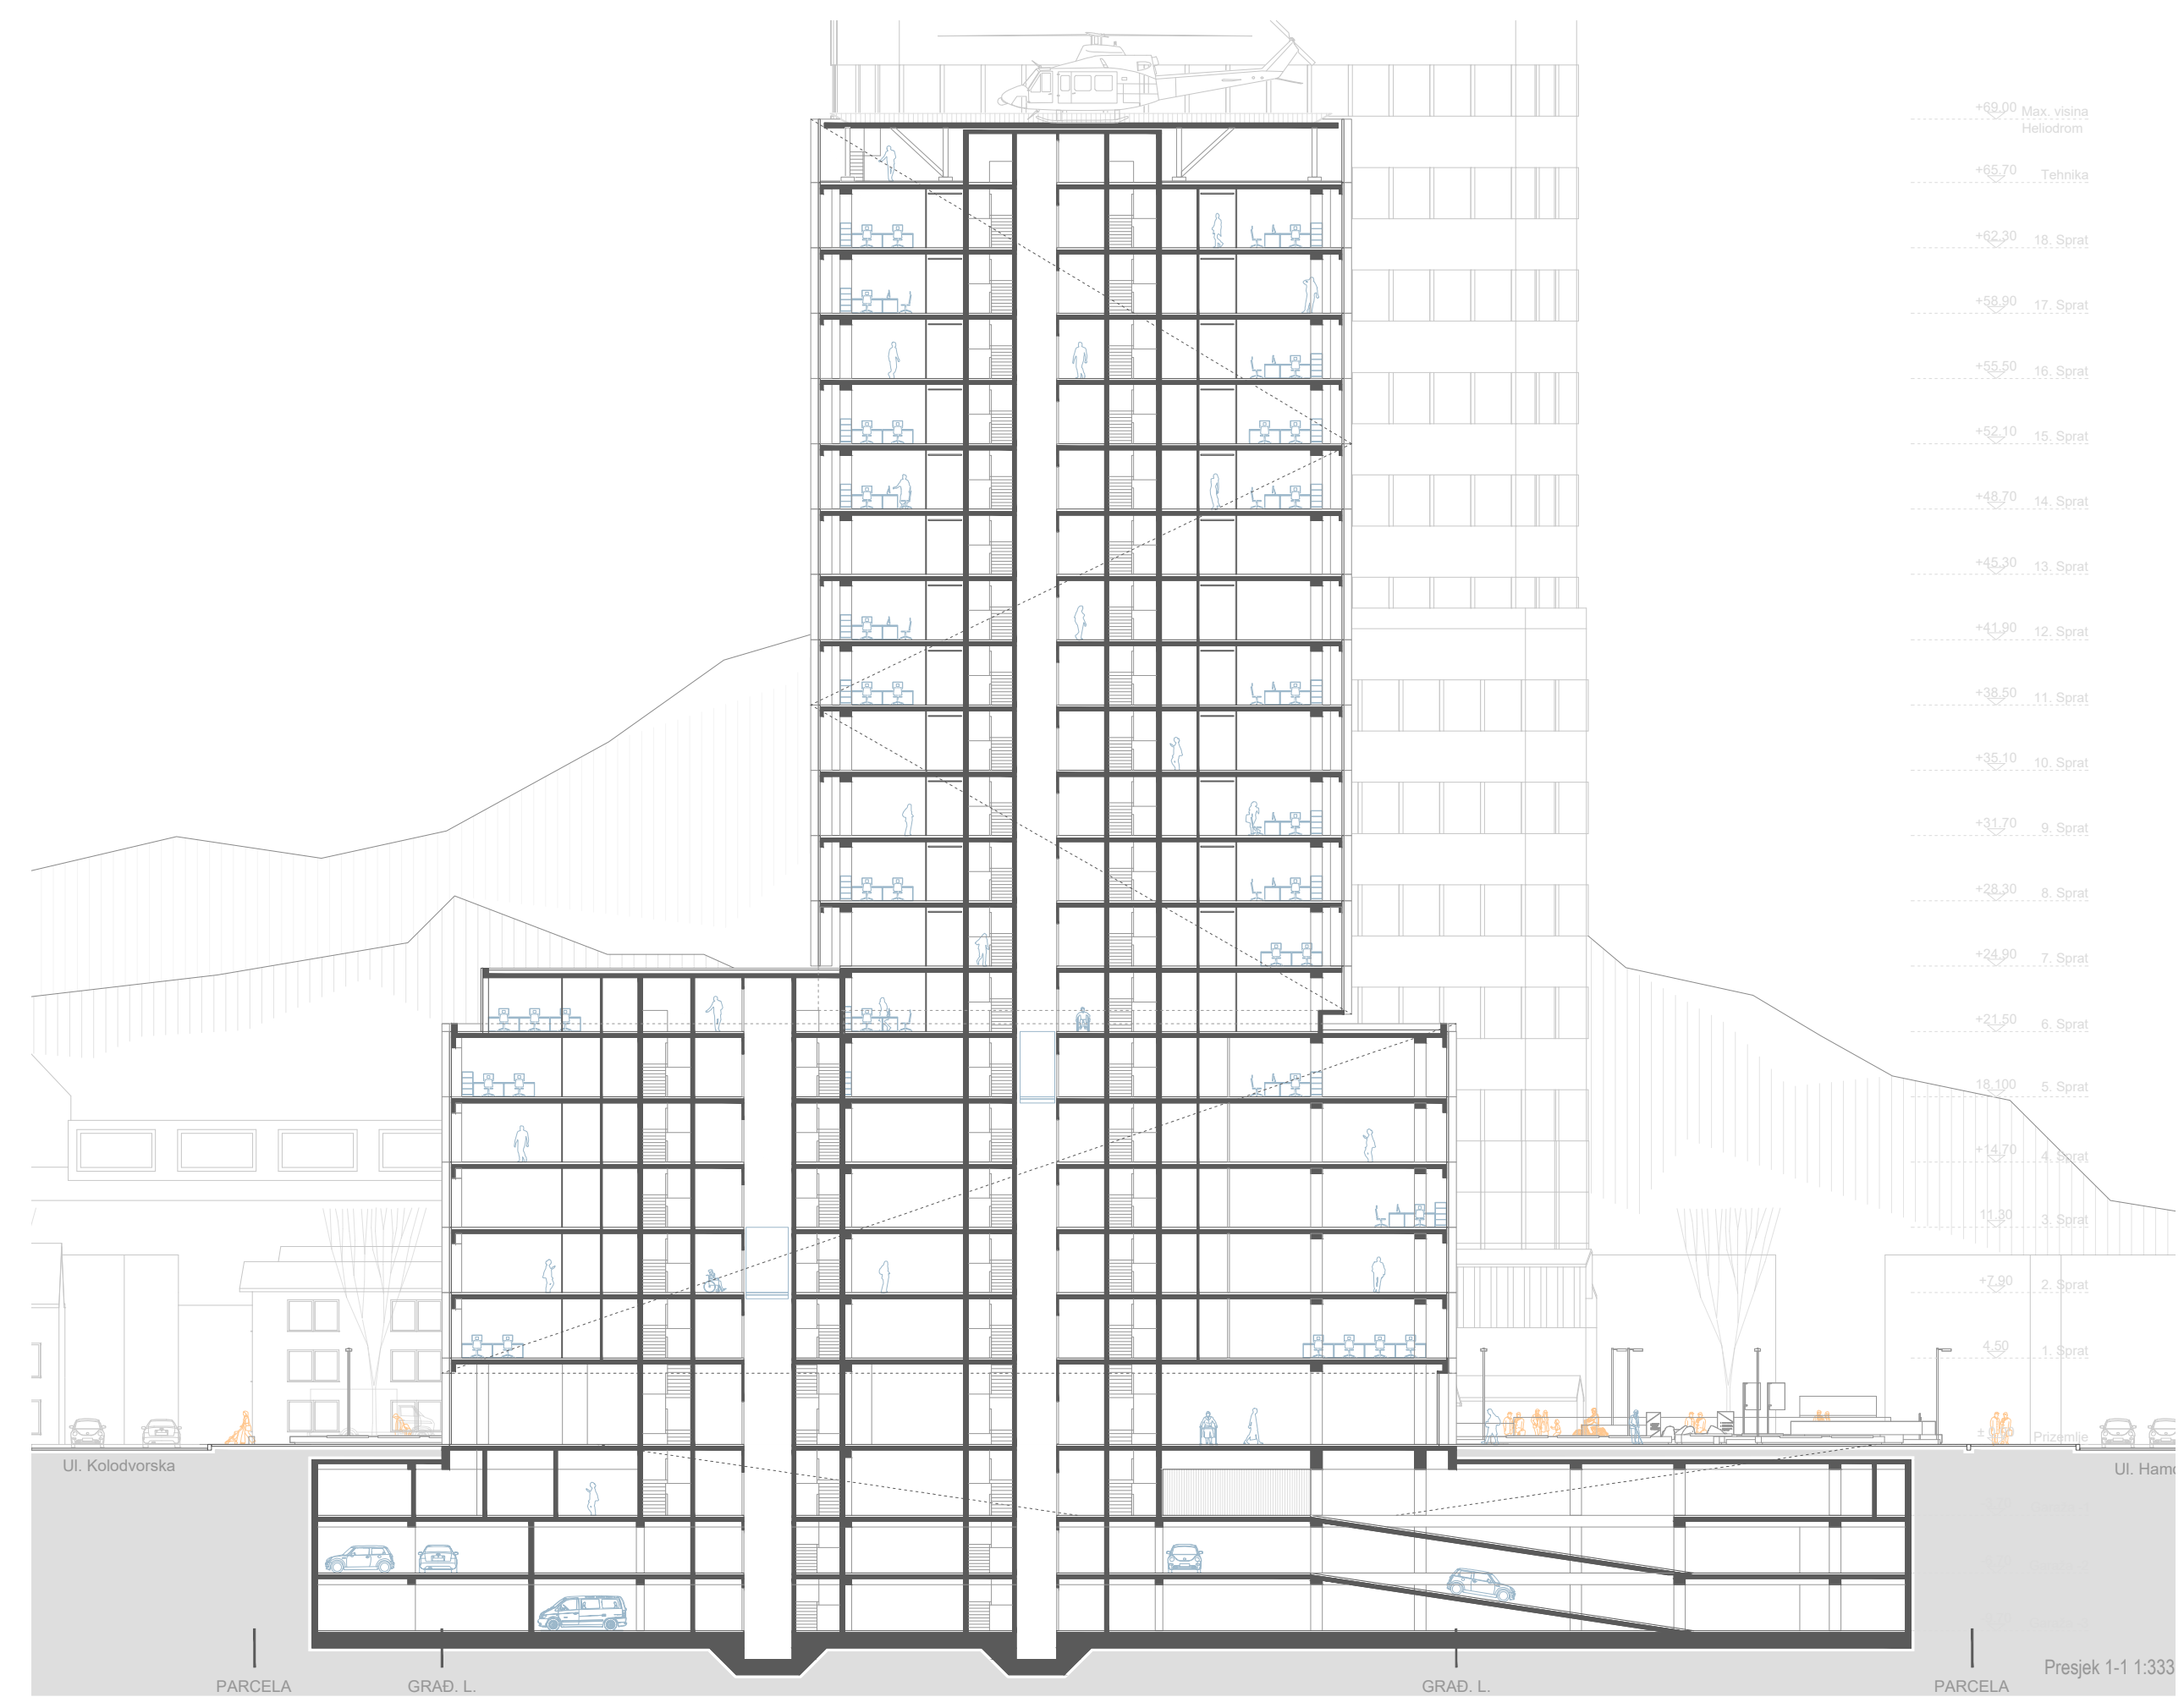 +69.00 Max. visina
Heliodrom
+65.70 Tehnika
+62.30 18. Sprat
+58.90 17. Sprat
+55.50 16. Sprat
+52.10 15. Sprat
+48.70 14. Sprat
+45.30 13. Sprat
+41.90 12. Sprat
+38.50 11. Sprat
+35.10 10. Sprat
+31.70 9. Sprat
+28.30 8. Sprat
+24.90 7. Sprat
+21.50 6. Sprat
18.100 5. Sprat
+14.70 4. Sprat
11.30 3. Sprat
+7.90 2. Sprat
4.50 1. Sprat
± Prizemlje
Ul. Kolodvorska
Ul. Hamd
PARCELA
GRAĐ. L.
GRAĐ. L.
PARCELA
Presjek 1-1 1:333